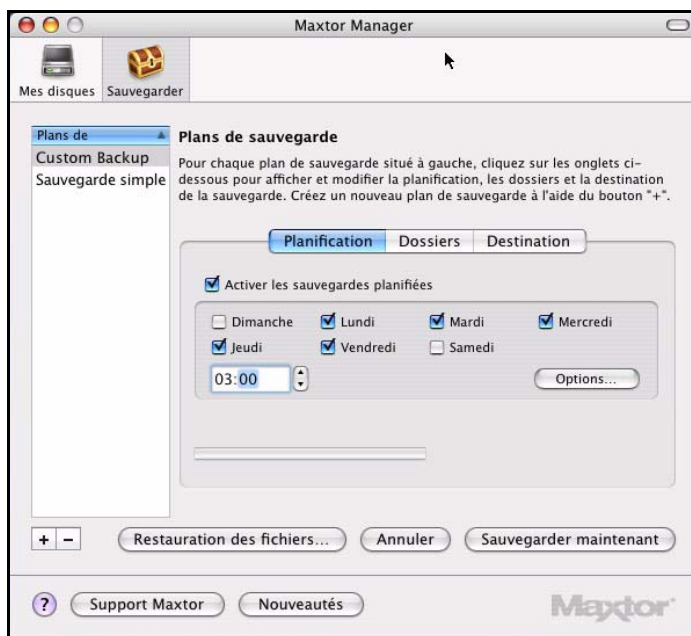 Maxtor Manager
Mes disques
Sauvegarder
Plans de
Custom Backup
Sauvegarde simple
Plans de sauvegarde
Pour chaque plan de sauvegarde situé à gauche, cliquez sur les onglets ci-
dessous pour afficher et modifier la planification, les dossiers et la destination
de la sauvegarde. Créez un nouveau plan de sauvegarde à l'aide du bouton "+".
Planification Dossiers Destination
Activer les sauvegardes planifiées
Dimanche Lundi Mardi Mercredi
Jeudi Vendredi Samedi
03:00 Options...
+ − Restauration des fichiers... Annuler Sauvegarder maintenant
? Support Maxtor Nouveautés Maxtor